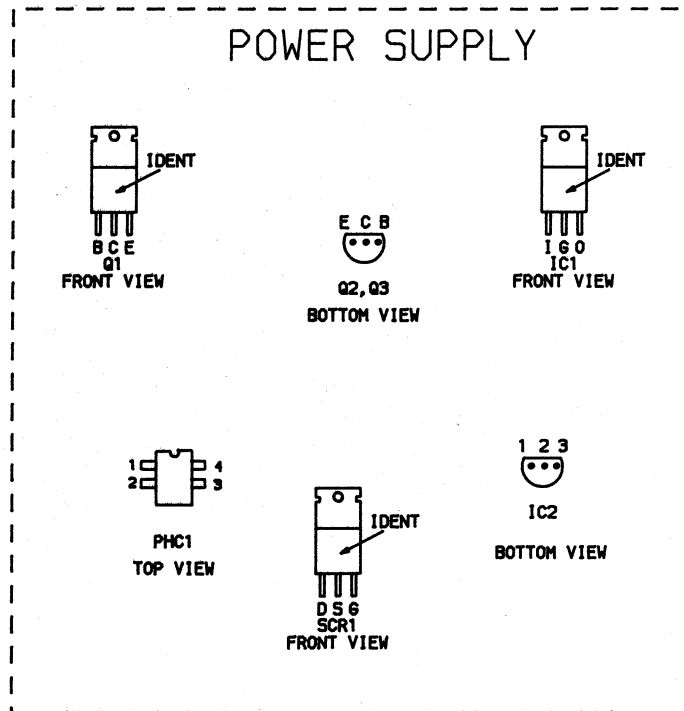 POWER SUPPLY
IDENT
B C E
Q1
FRONT VIEW
E C B
Q2,Q3
BOTTOM VIEW
IDENT
I G O
IC1
FRONT VIEW
1 4
2 3
PHC1
TOP VIEW
IDENT
D S G
SCR1
FRONT VIEW
1 2 3
IC2
BOTTOM VIEW